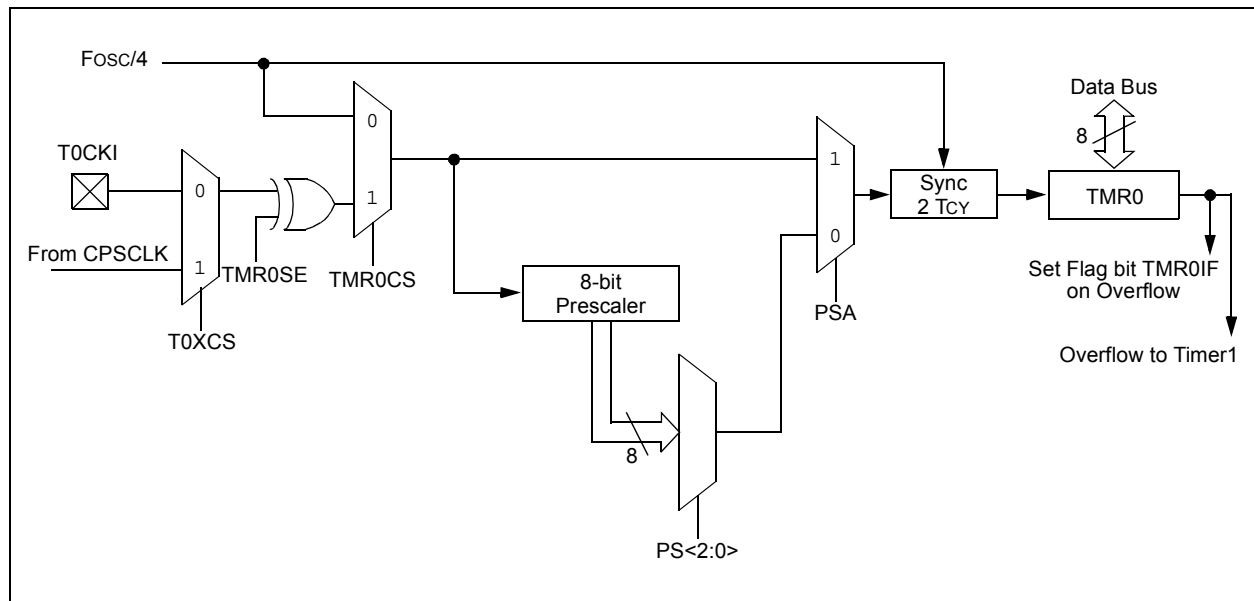 FOSC/4
Data Bus
8
T0CKI
0
1
0
1
1
0
Sync
2 TCY
TMR0
From CPSCLK
TMR0SE
TMR0CS
T0XCS
8-bit
Prescaler
PSA
Set Flag bit TMR0IF
on Overflow
Overflow to Timer1
8
PS<2:0>